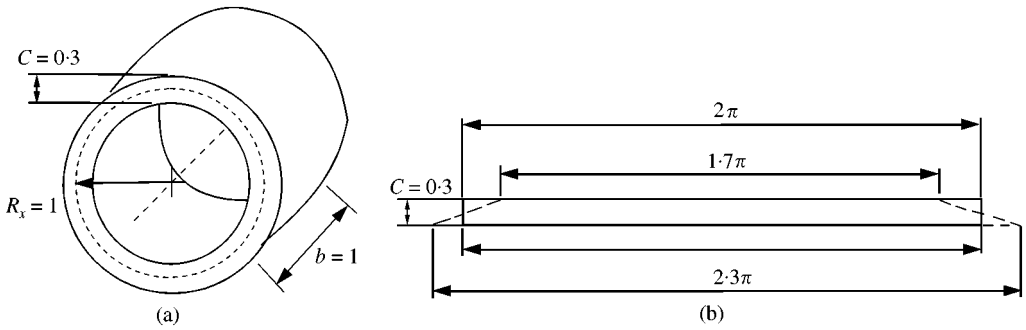 C = 0·3
R_x = 1
b = 1
(a)
2π
1·7π
C = 0·3
2·3π
(b)